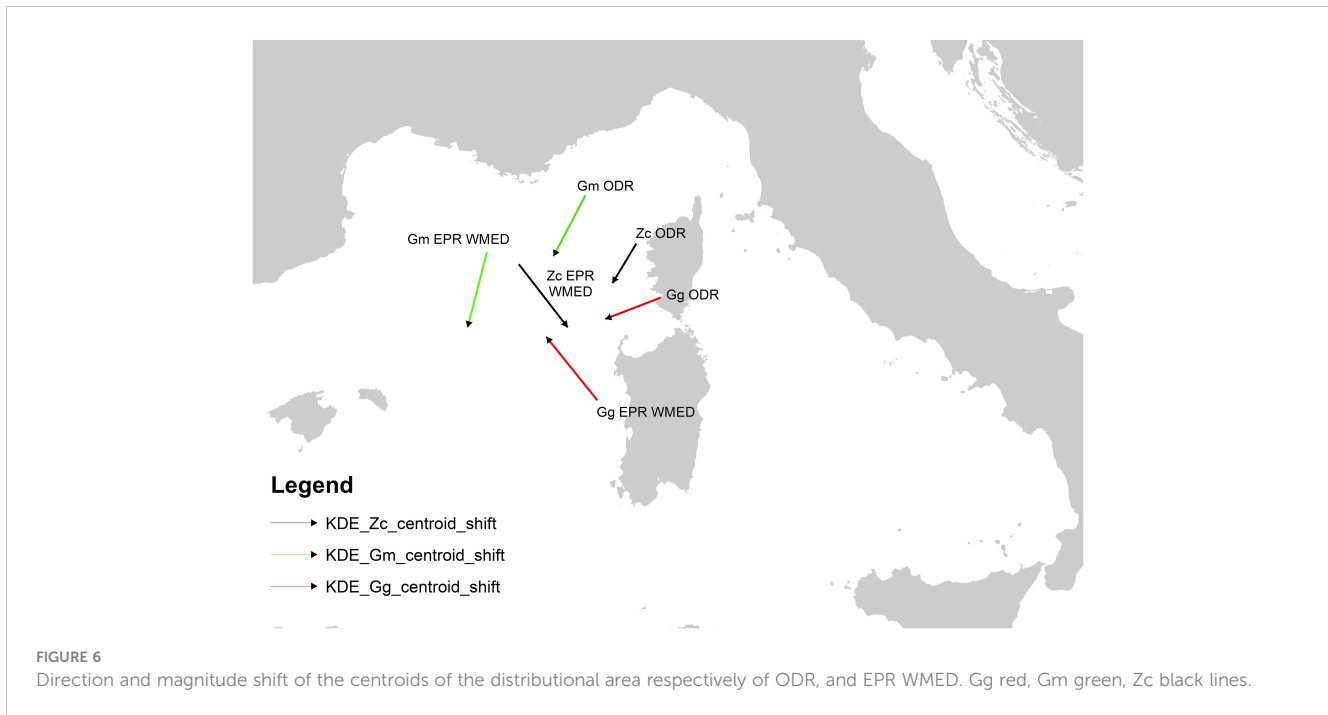 Gm ODR
Gm EPR WMED
Zc ODR
Zc EPR
WMED
Gg ODR
Gg EPR WMED
Legend
KDE_Zc_centroid_shift
KDE_Gm_centroid_shift
KDE_Gg_centroid_shift
FIGURE 6
Direction and magnitude shift of the centroids of the distributional area respectively of ODR, and EPR WMED. Gg red, Gm green, Zc black lines.